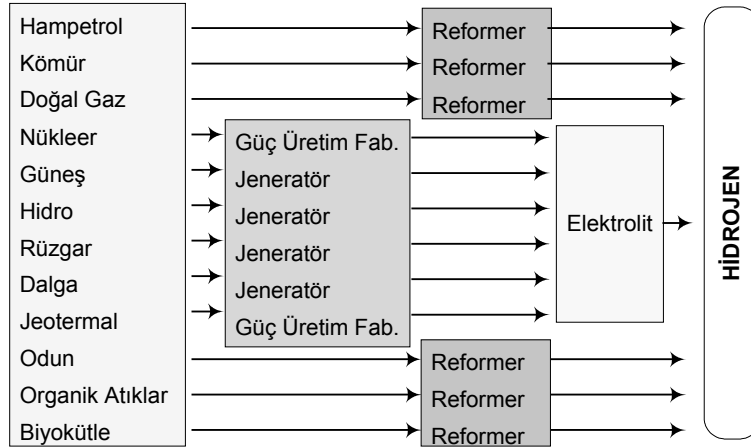 Hampetrol
Kömür
Doğal Gaz
Nükleer
Güneş
Hidro
Rüzgar
Dalga
Jeotermal
Odun
Organik Atıklar
Biyokütle
Reformer
Reformer
Reformer
Güç Üretim Fab.
Jeneratör
Jeneratör
Jeneratör
Jeneratör
Güç Üretim Fab.
Reformer
Reformer
Reformer
Elektrolit
HİDROJEN